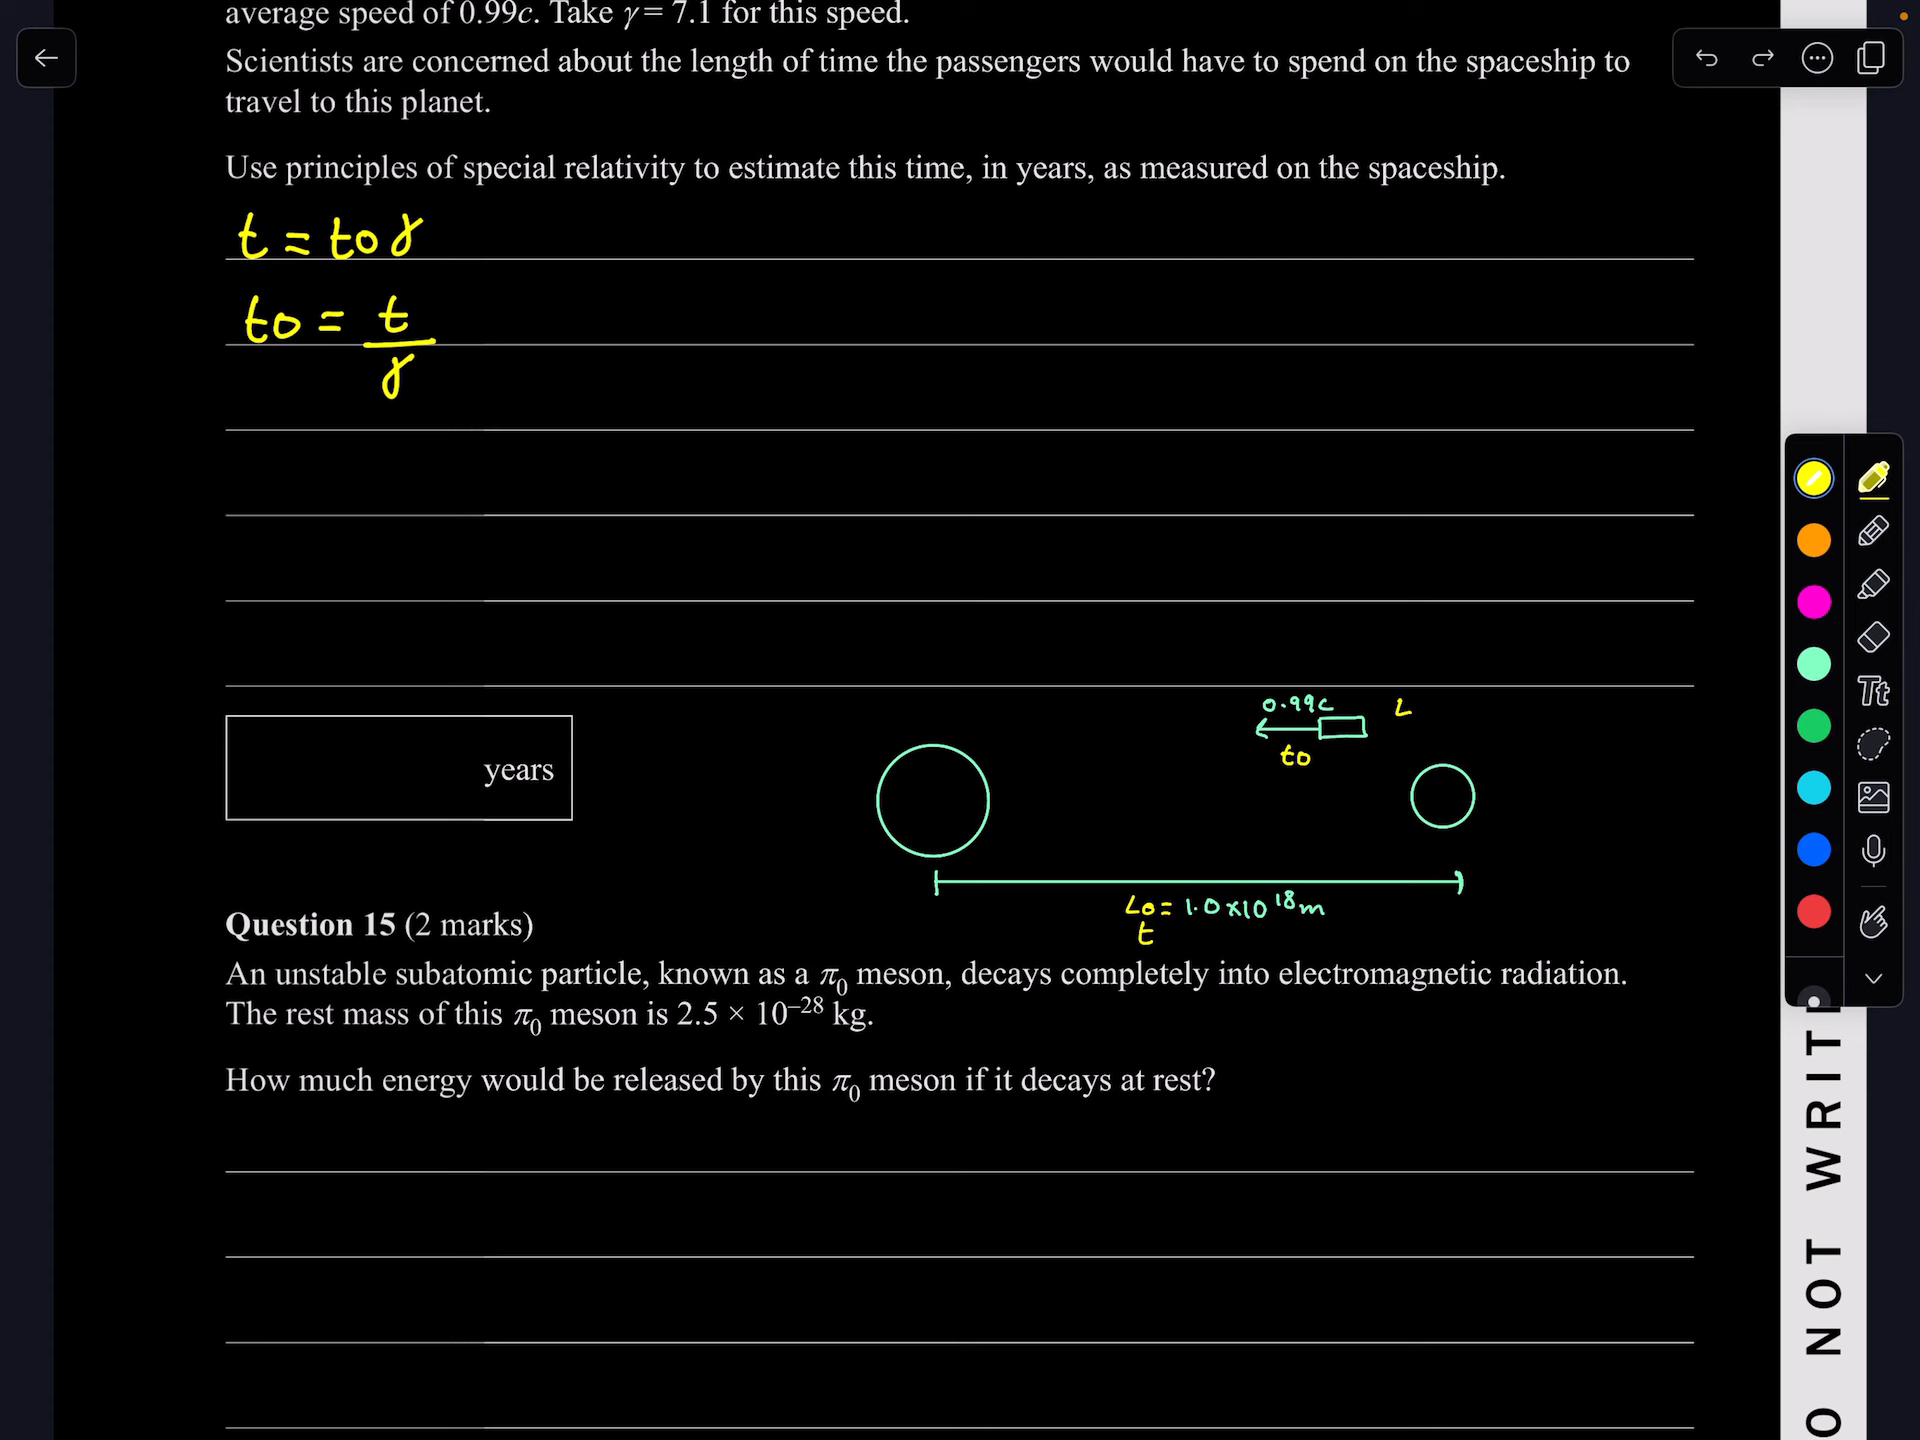 average speed of 0.99c. Take γ = 7.1 for this speed.
Scientists are concerned about the length of time the passengers would have to spend on the spaceship to
travel to this planet.
Use principles of special relativity to estimate this time, in years, as measured on the spaceship.
t = to γ
to = t/γ
0.99c
L
to
years
Lo = 1.0 x 10^18 m
t
Question 15 (2 marks)
An unstable subatomic particle, known as a π₀ meson, decays completely into electromagnetic radiation.
The rest mass of this π₀ meson is 2.5 × 10⁻²⁸ kg.
How much energy would be released by this π₀ meson if it decays at rest?
Tt
O NOT WRIT